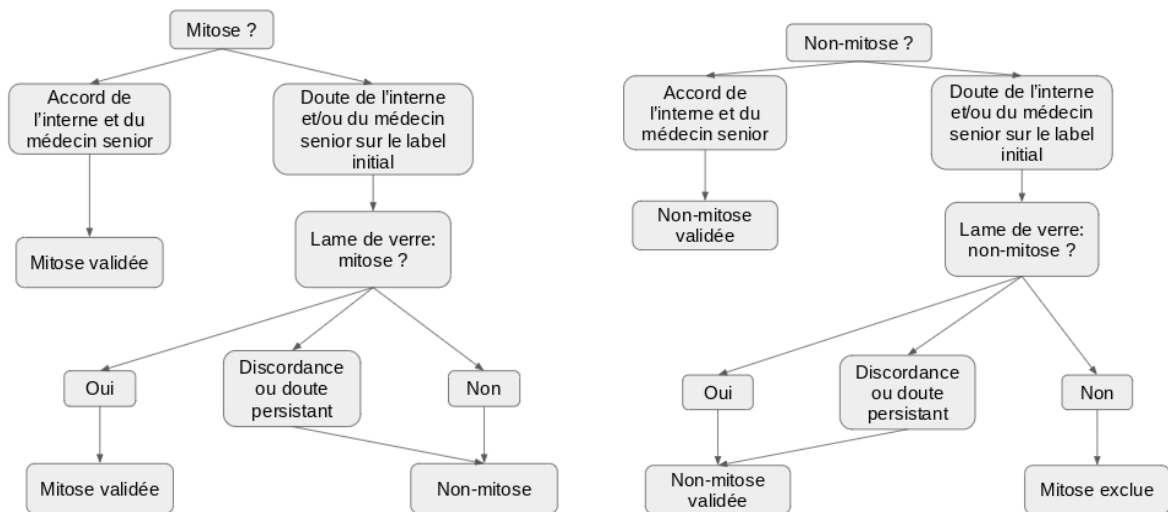 Mitose ?
Accord de
l'interne et du
médecin senior
Doute de l'interne
et/ou du médecin
senior sur le label
initial
Mitose validée
Lame de verre:
mitose ?
Oui
Discordance
ou doute
persistant
Non
Mitose validée
Non-mitose
Non-mitose ?
Accord de
l'interne et du
médecin senior
Doute de l'interne
et/ou du médecin
senior sur le label
initial
Non-mitose
validée
Lame de verre:
non-mitose ?
Oui
Discordance
ou doute
persistant
Non
Non-mitose
validée
Mitose exclue